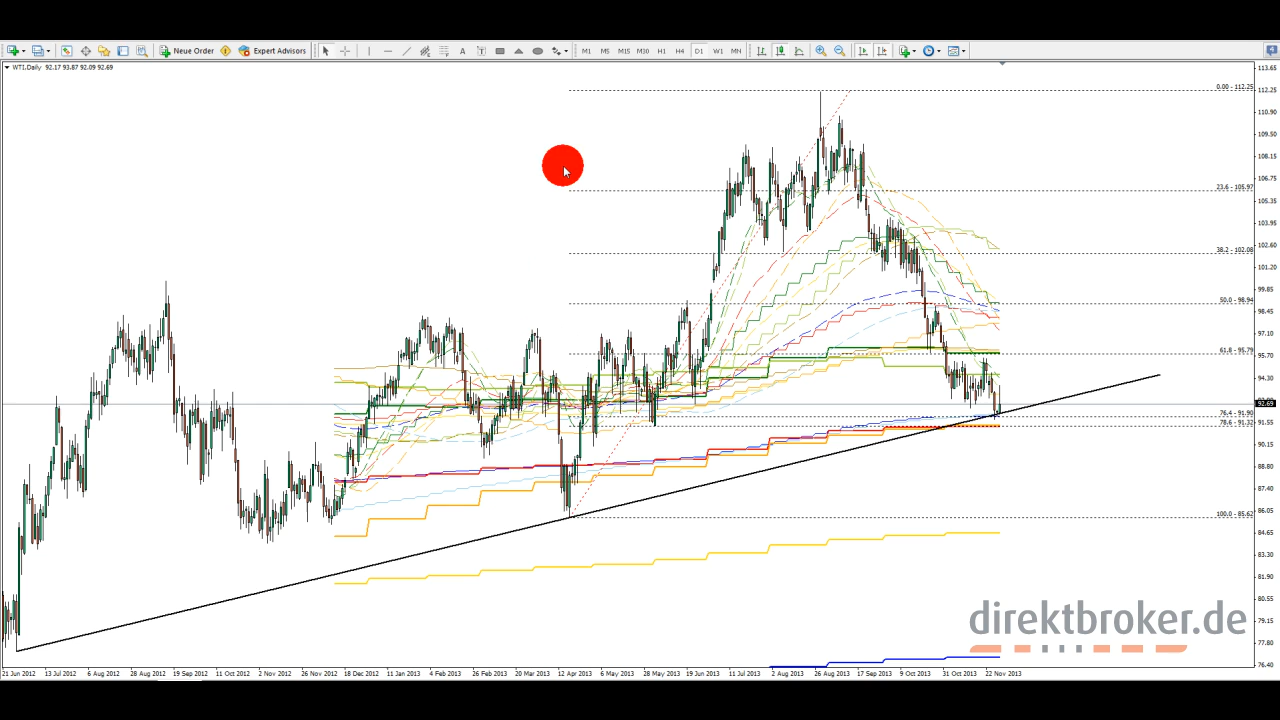 Neue Order Expert Advisors A T M1 M5 M15 M30 H1 H4 D1 W1 MN 4
WTI.Daily 92.17 93.87 92.09 92.69
113.65
0.00 - 112.25 112.25
110.90
109.50
108.15
106.75
23.6 - 105.97
105.35
103.95
102.60
38.2 - 102.08
101.20
99.85
50.0 - 98.94
98.45
97.10
61.8 - 95.79
95.70
94.30
92.69
76.4 - 91.90
78.6 - 91.32 91.55
90.15
88.80
87.40
86.05
100.0 - 85.62
84.65
83.30
81.90
80.55
79.15
77.80
76.40
direktbroker.de
21 Jun 2012 13 Jul 2012 6 Aug 2012 28 Aug 2012 19 Sep 2012 11 Oct 2012 2 Nov 2012 26 Nov 2012 18 Dec 2012 11 Jan 2013 4 Feb 2013 26 Feb 2013 20 Mar 2013 12 Apr 2013 6 May 2013 28 May 2013 19 Jun 2013 11 Jul 2013 2 Aug 2013 26 Aug 2013 17 Sep 2013 9 Oct 2013 31 Oct 2013 22 Nov 2013